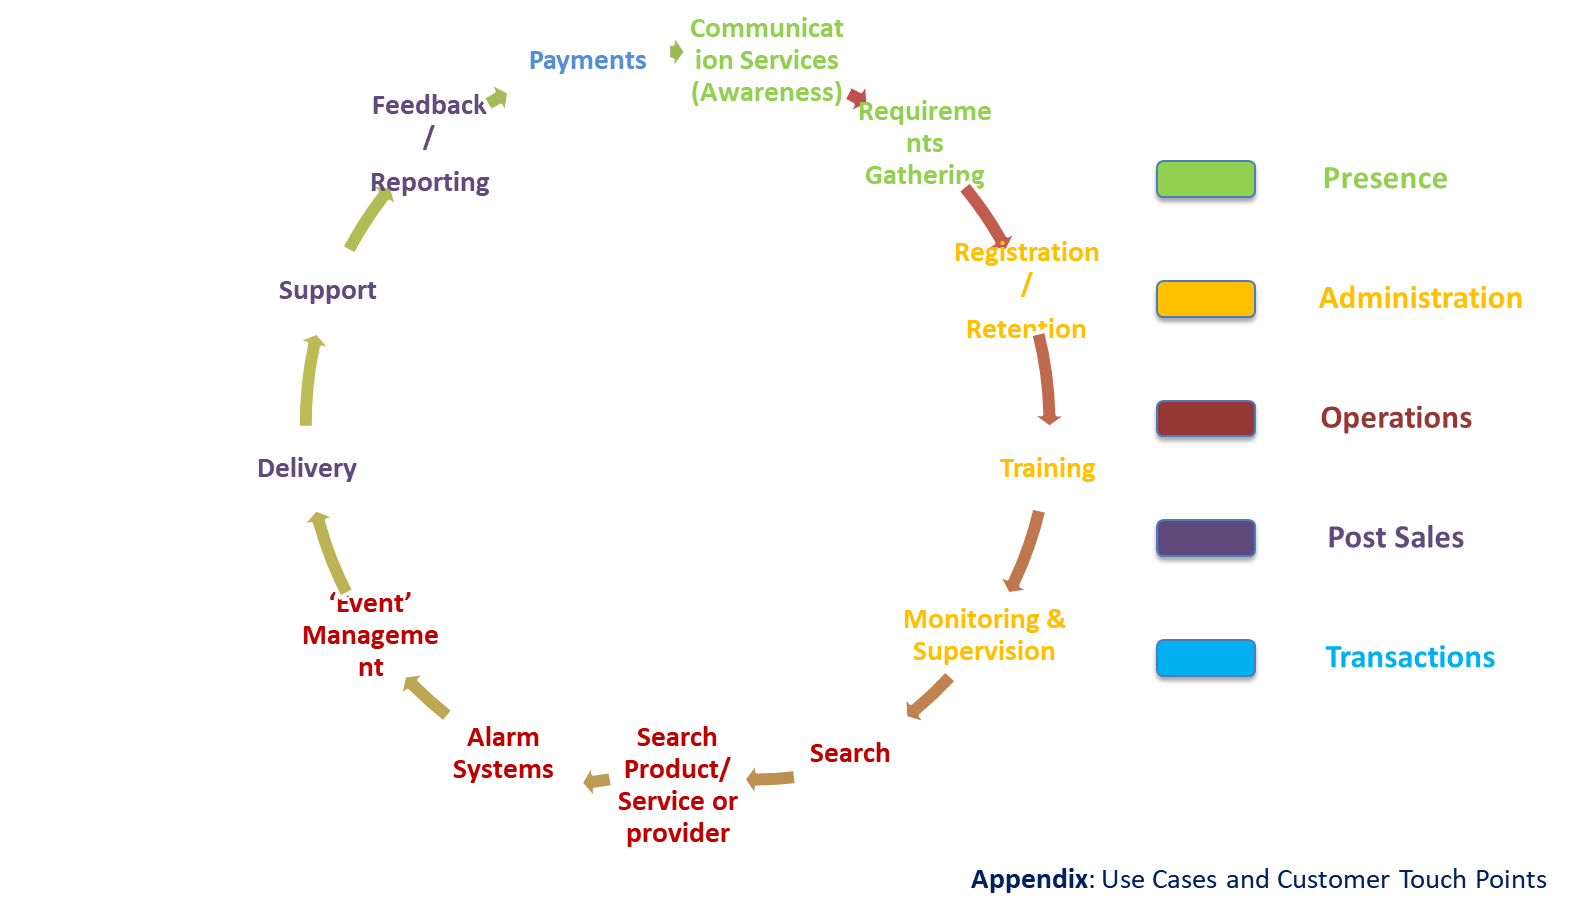 Communicat
ion Services
(Awareness)
Requireme
nts
Gathering
Registration
/
Retention
Training
Monitoring &
Supervision
Search
Search
Product/
Service or
provider
Alarm
Systems
‘Event’
Manageme
nt
Delivery
Support
Feedback
/
Reporting
Payments
Presence
Administration
Operations
Post Sales
Transactions
Appendix: Use Cases and Customer Touch Points